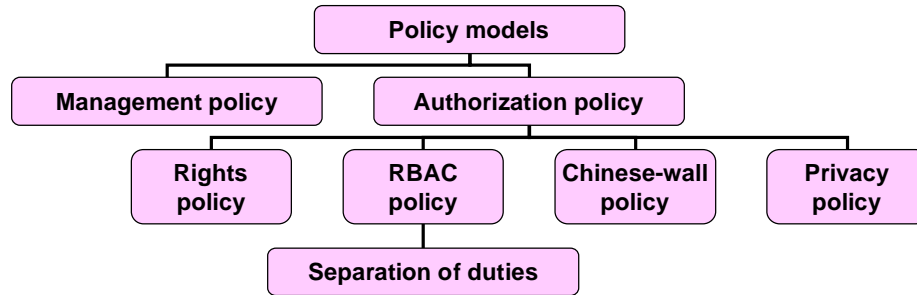 Policy models
Management policy
Authorization policy
Rights
policy
RBAC
policy
Chinese-wall
policy
Privacy
policy
Separation of duties